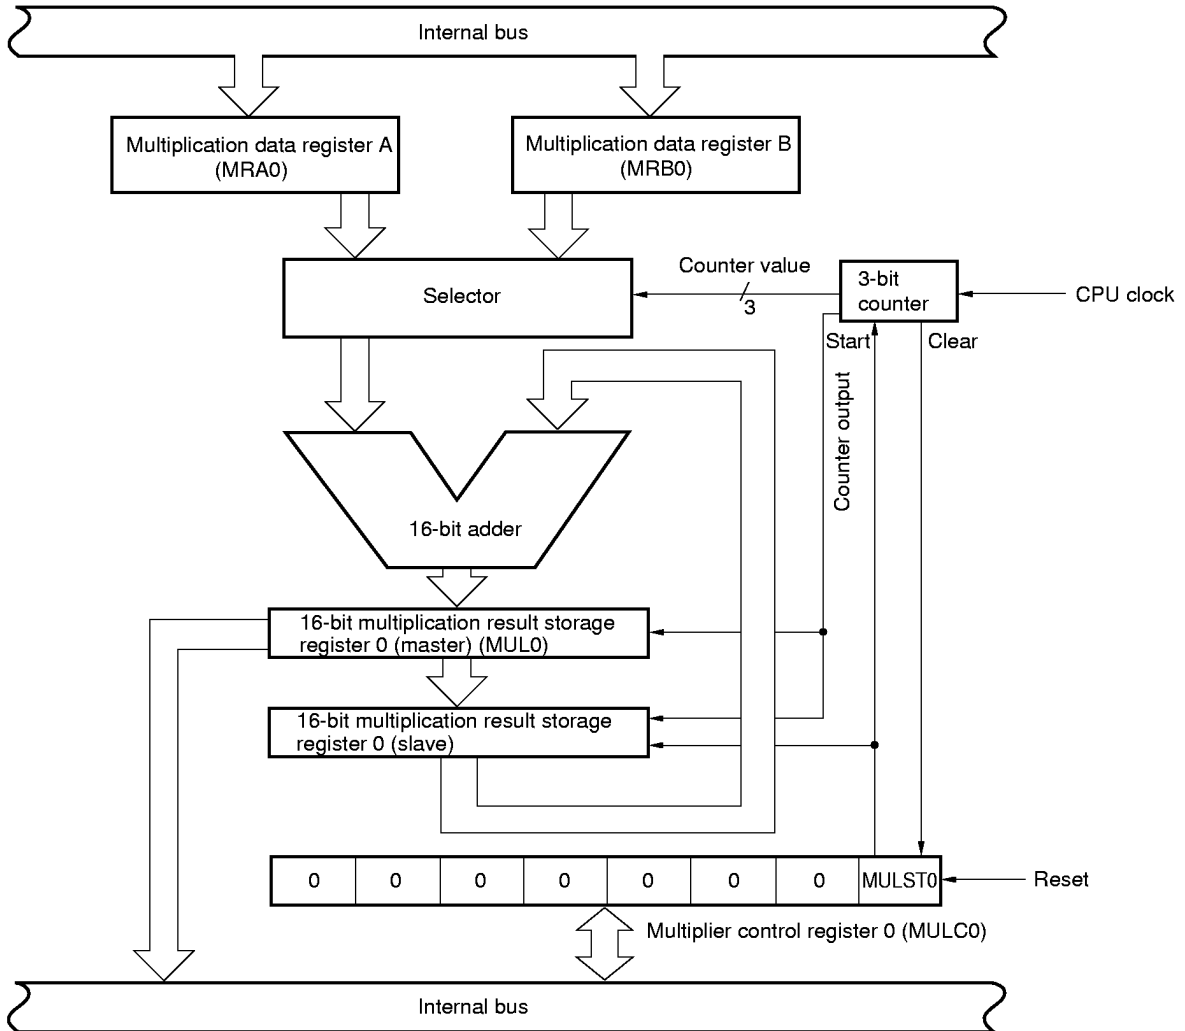 Internal bus
Multiplication data register A
(MRA0)
Multiplication data register B
(MRB0)
Selector
Counter value
3
3-bit
counter
CPU clock
Start
Clear
Counter output
16-bit adder
16-bit multiplication result storage
register 0 (master) (MUL0)
16-bit multiplication result storage
register 0 (slave)
0 0 0 0 0 0 0 MULST0
Reset
Multiplier control register 0 (MULC0)
Internal bus